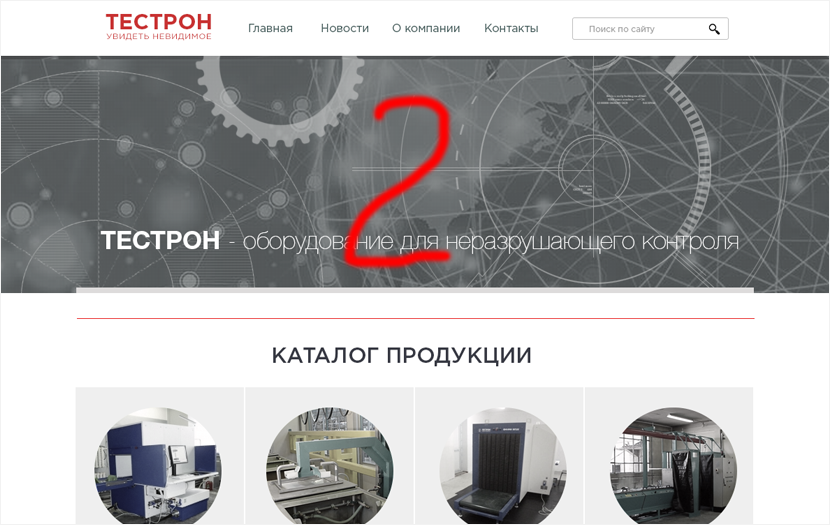 ТЕСТРОН
УВИДЕТЬ НЕВИДИМОЕ
Главная Новости О компании Контакты
Поиск по сайту
2
ТЕСТРОН - оборудование для неразрушающего контроля
КАТАЛОГ ПРОДУКЦИИ